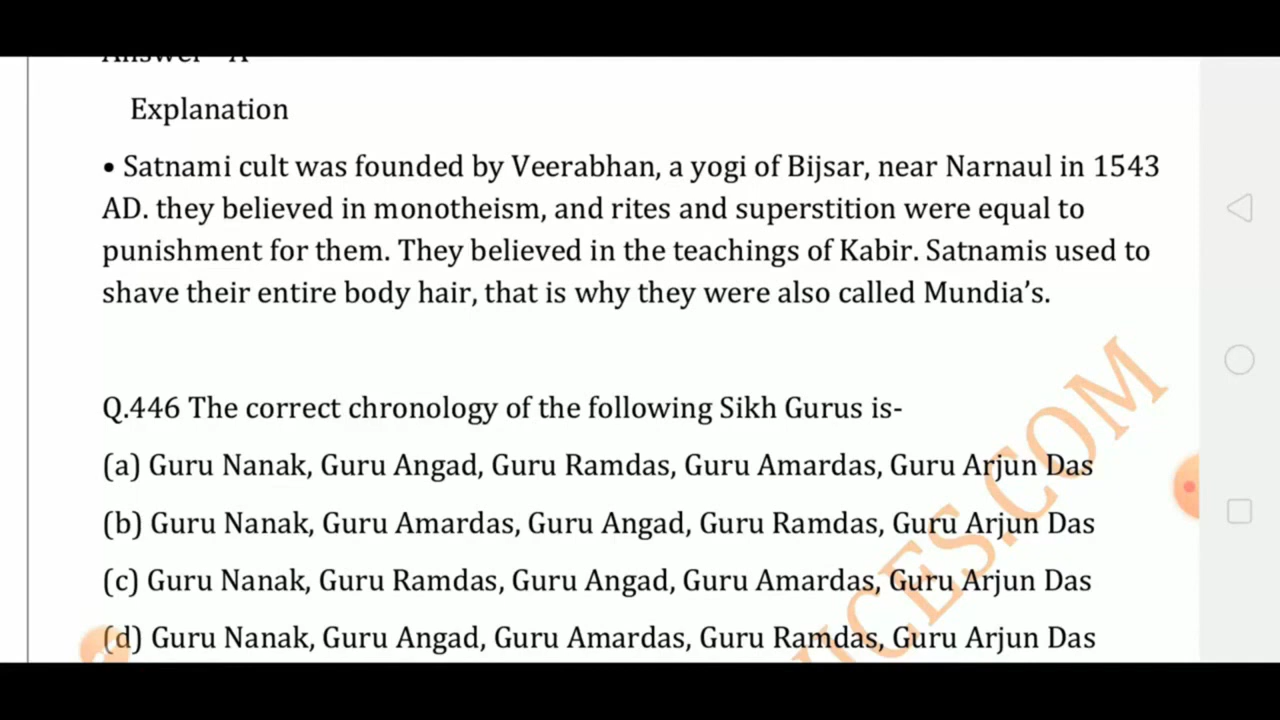 Answer - A
Explanation
• Satnami cult was founded by Veerabhan, a yogi of Bijsar, near Narnaul in 1543
AD. they believed in monotheism, and rites and superstition were equal to
punishment for them. They believed in the teachings of Kabir. Satnamis used to
shave their entire body hair, that is why they were also called Mundia's.
Q.446 The correct chronology of the following Sikh Gurus is-
(a) Guru Nanak, Guru Angad, Guru Ramdas, Guru Amardas, Guru Arjun Das
(b) Guru Nanak, Guru Amardas, Guru Angad, Guru Ramdas, Guru Arjun Das
(c) Guru Nanak, Guru Ramdas, Guru Angad, Guru Amardas, Guru Arjun Das
(d) Guru Nanak, Guru Angad, Guru Amardas, Guru Ramdas, Guru Arjun Das
VICES.COM